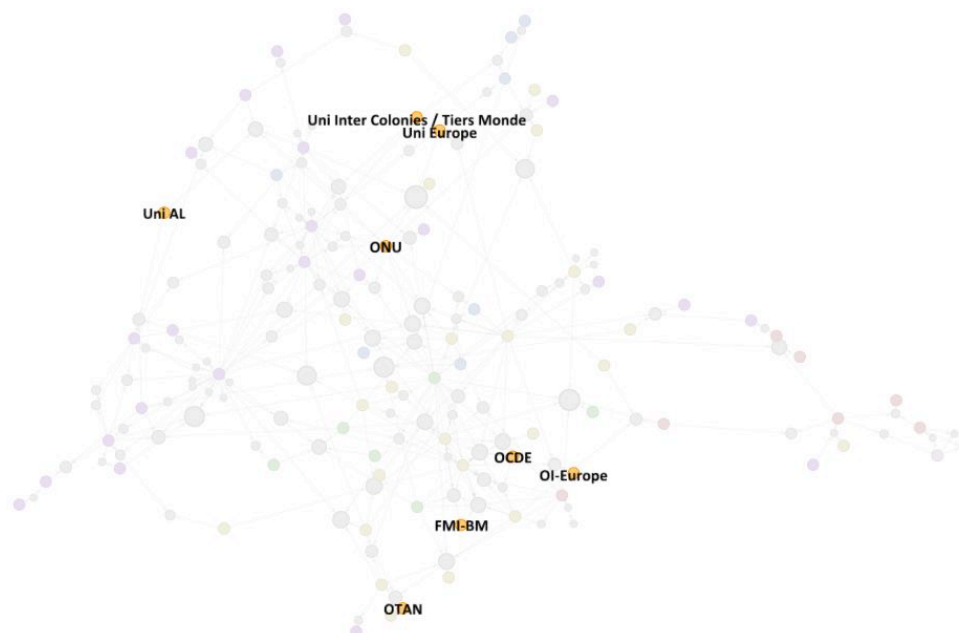 Uni Inter Colonies / Tiers Monde
Uni Europe
Uni AL
ONU
OCDE
OI-Europe
FMI-BM
OTAN